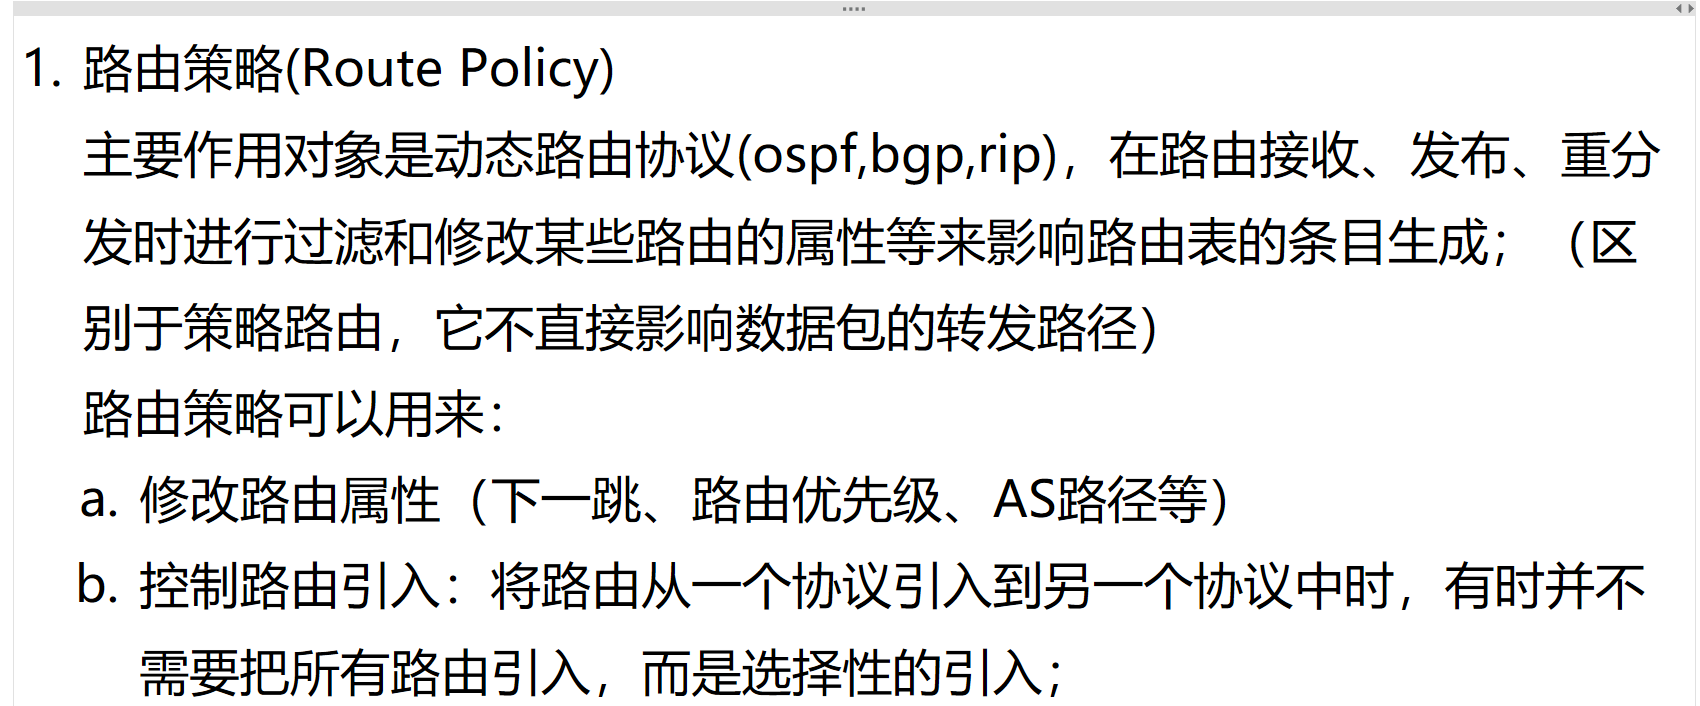 1. 路由策略(Route Policy)
主要作用对象是动态路由协议(ospf,bgp,rip)，在路由接收、发布、重分
发时进行过滤和修改某些路由的属性等来影响路由表的条目生成；（区
别于策略路由，它不直接影响数据包的转发路径）
路由策略可以用来：
a. 修改路由属性（下一跳、路由优先级、AS路径等）
b. 控制路由引入：将路由从一个协议引入到另一个协议中时，有时并不
需要把所有路由引入，而是选择性的引入；